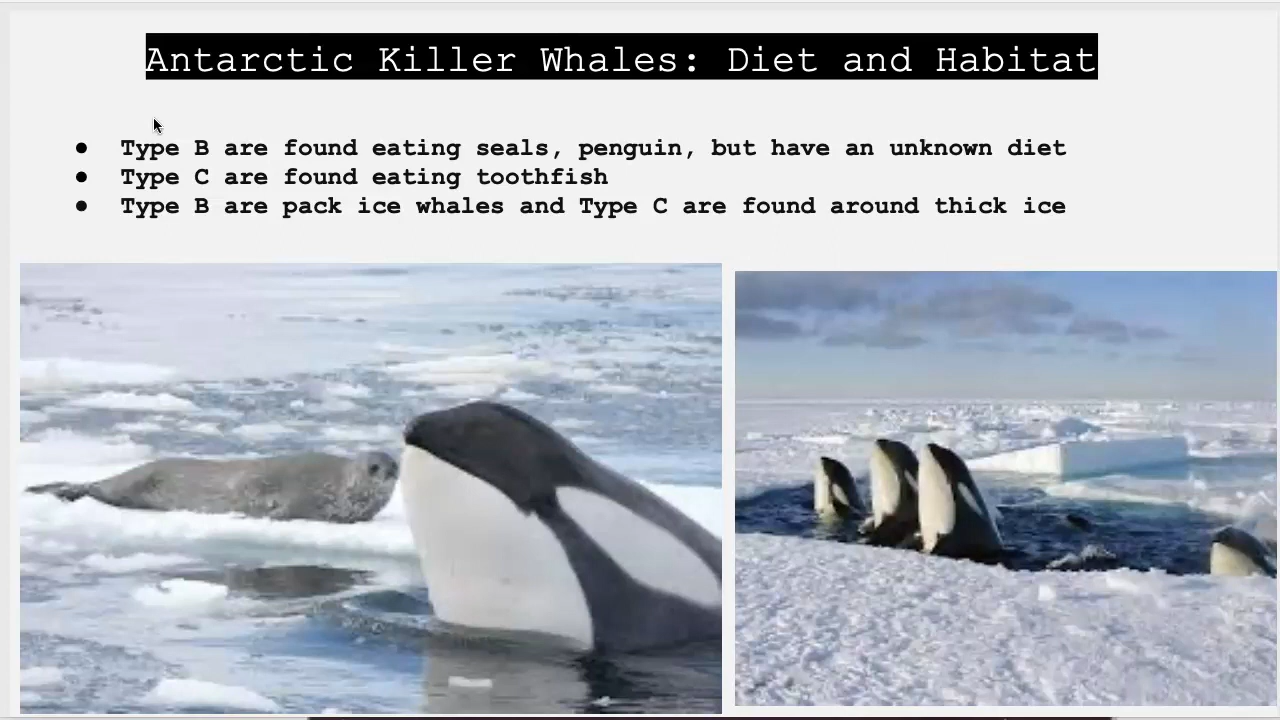 Antarctic Killer Whales: Diet and Habitat
● Type B are found eating seals, penguin, but have an unknown diet
● Type C are found eating toothfish
● Type B are pack ice whales and Type C are found around thick ice